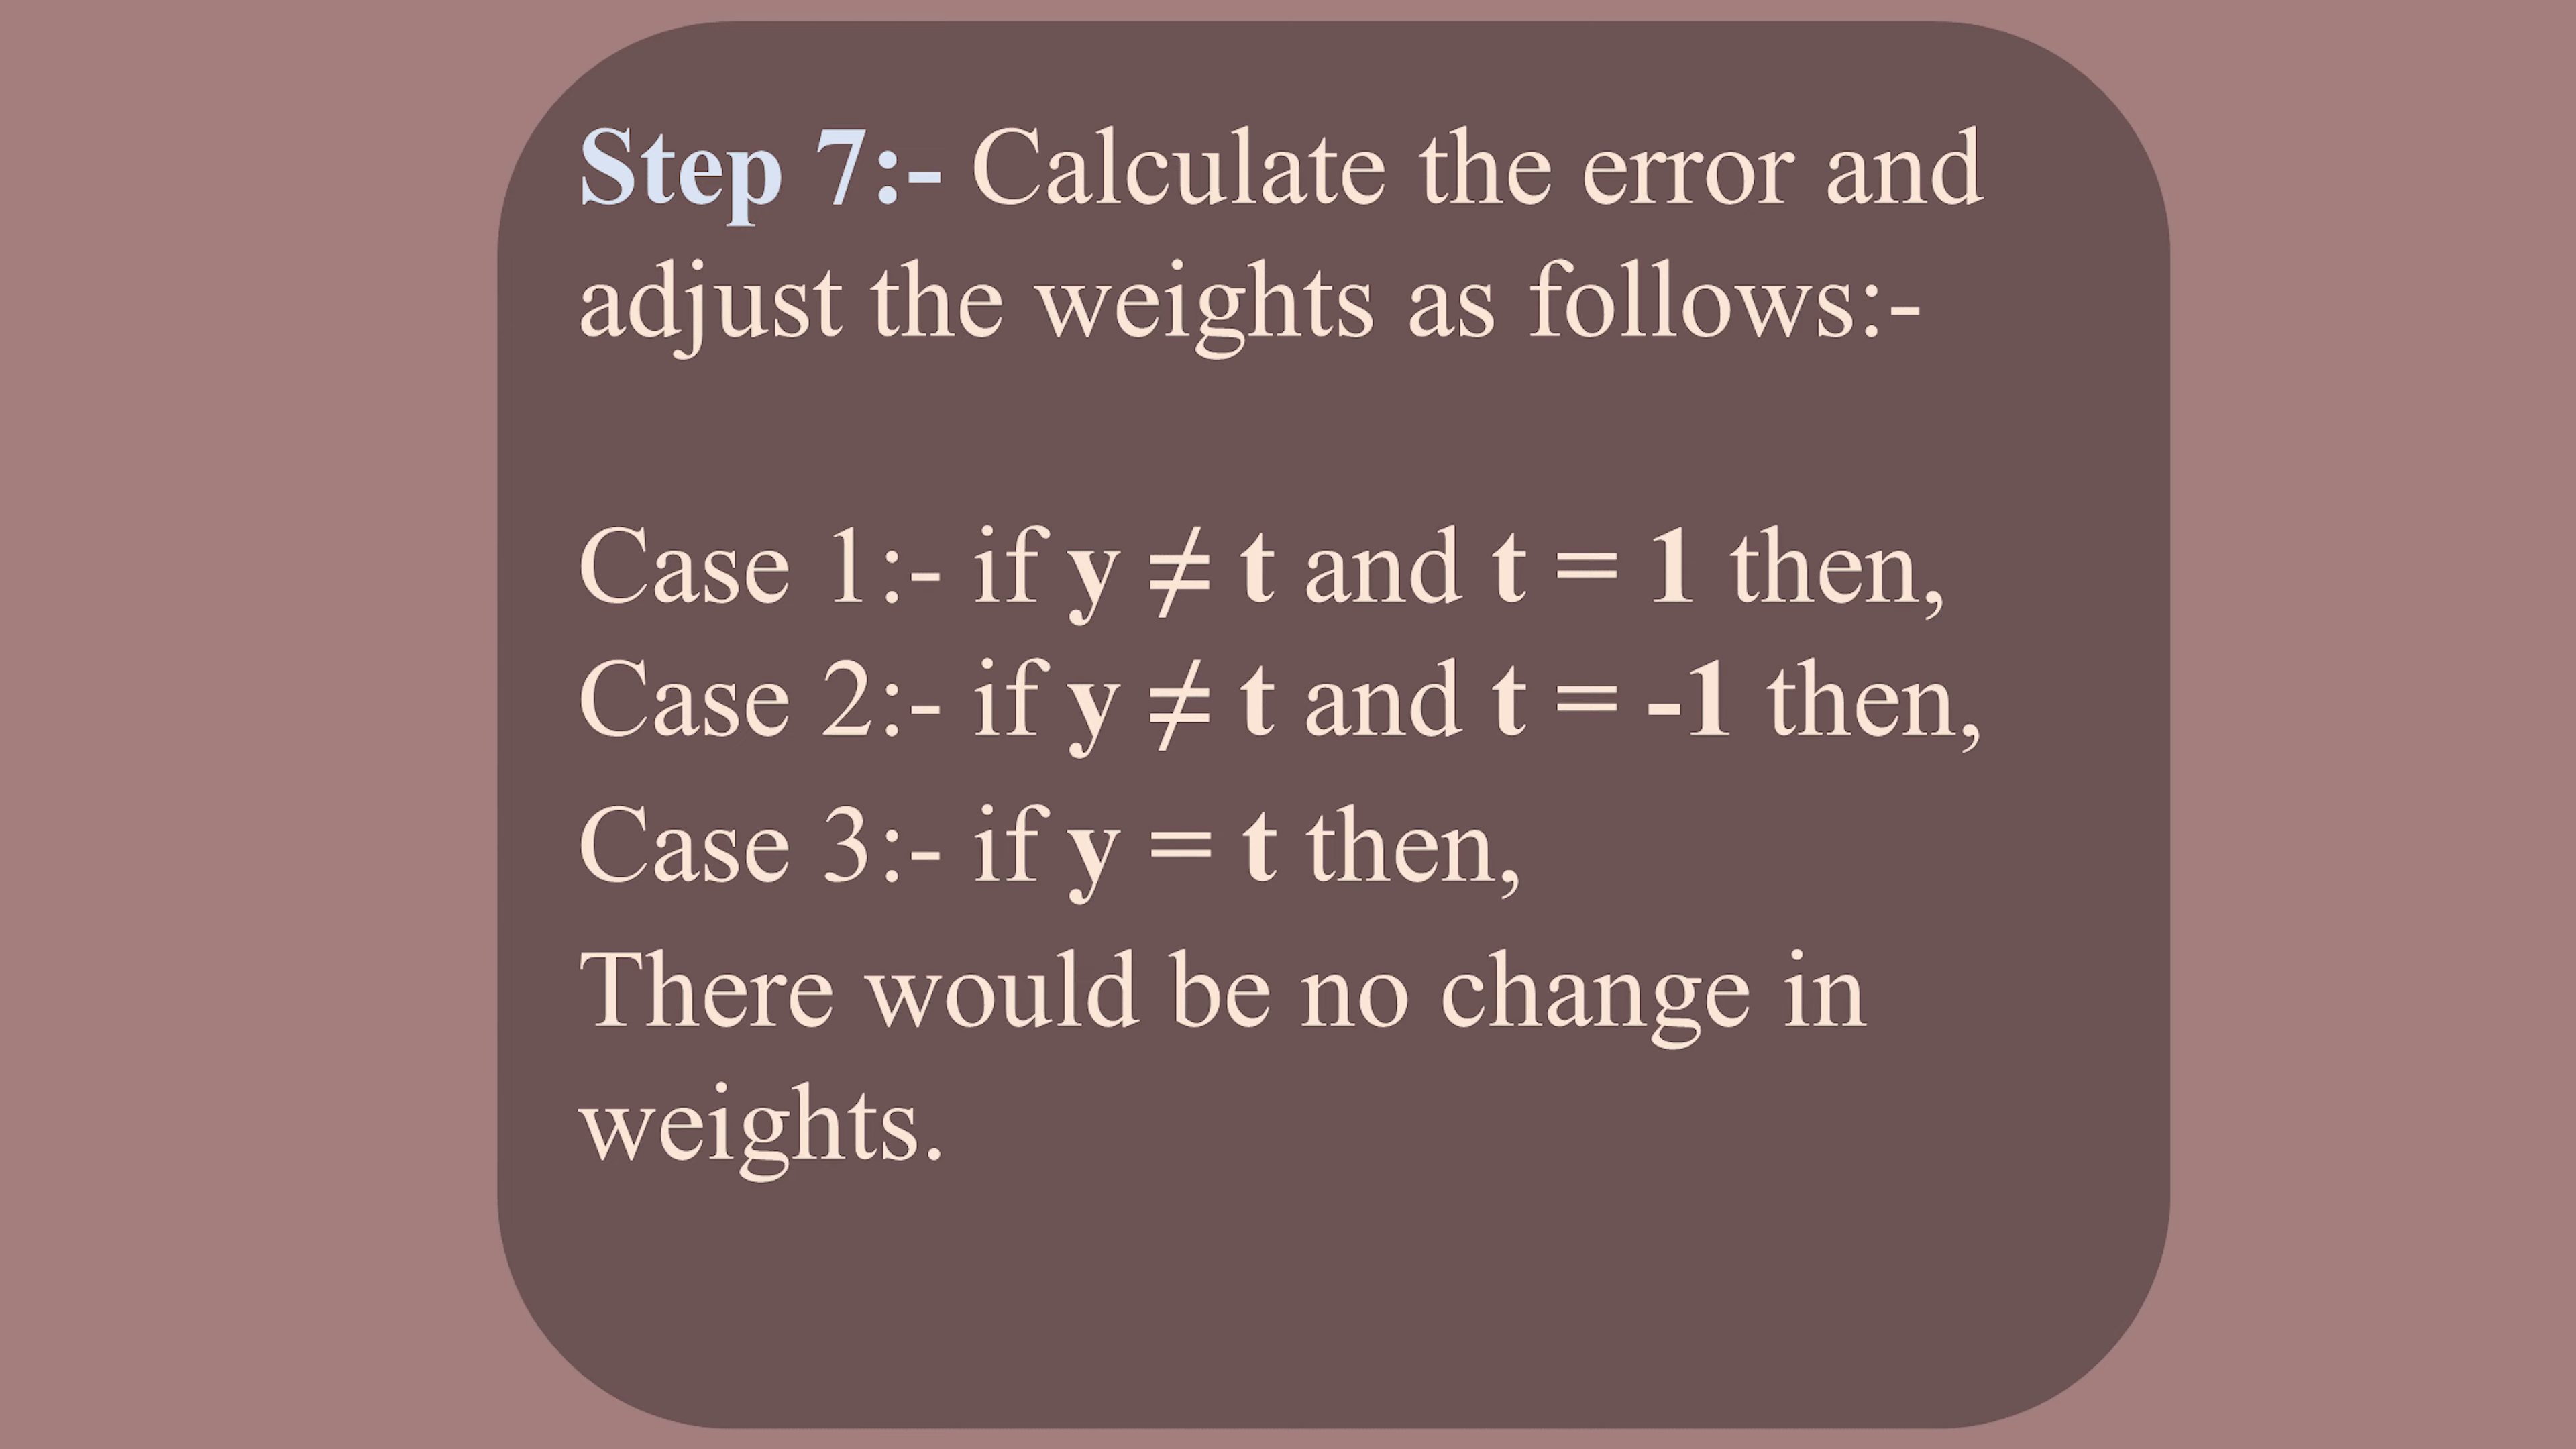 Step 7:- Calculate the error and
adjust the weights as follows:-
Case 1:- if y ≠ t and t = 1 then,
Case 2:- if y ≠ t and t = -1 then,
Case 3:- if y = t then,
There would be no change in
weights.